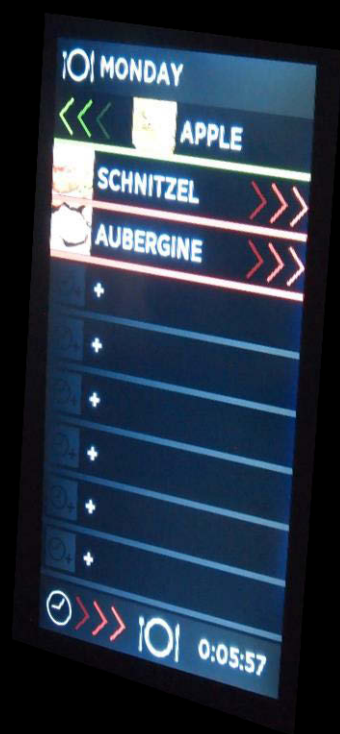 MONDAY
APPLE
SCHNITZEL
AUBERGINE
+
+
+
+
+
+
0:05:57